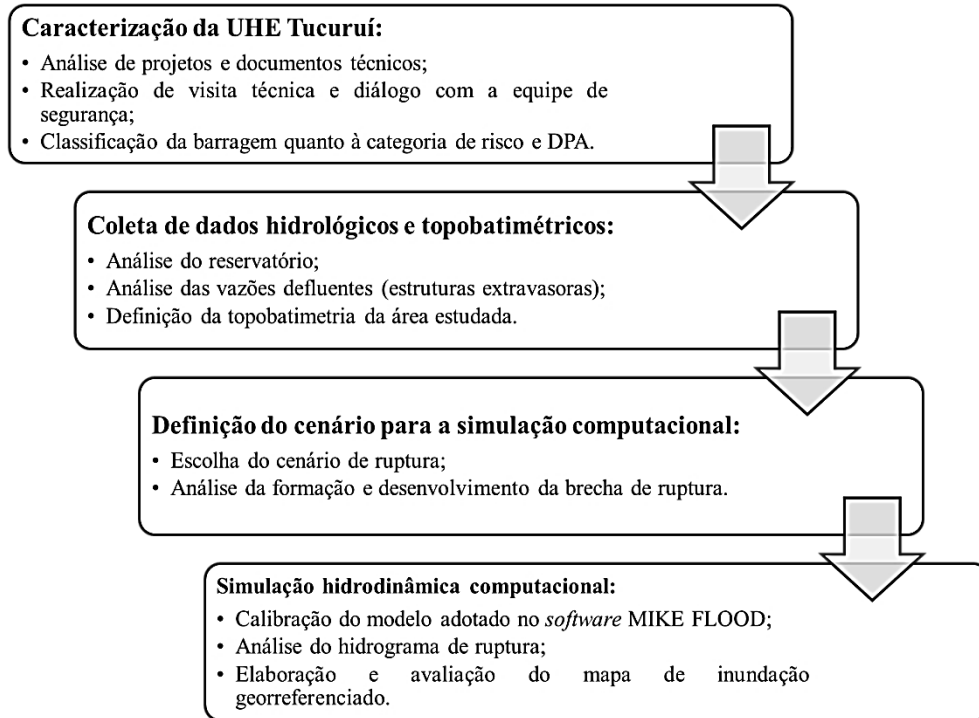 Caracterização da UHE Tucuruí:
• Análise de projetos e documentos técnicos;
• Realização de visita técnica e diálogo com a equipe de
segurança;
• Classificação da barragem quanto à categoria de risco e DPA.
Coleta de dados hidrológicos e topobatimétricos:
• Análise do reservatório;
• Análise das vazões defluentes (estruturas extravasoras);
• Definição da topobatimetria da área estudada.
Definição do cenário para a simulação computacional:
• Escolha do cenário de ruptura;
• Análise da formação e desenvolvimento da brecha de ruptura.
Simulação hidrodinâmica computacional:
• Calibração do modelo adotado no software MIKE FLOOD;
• Análise do hidrograma de ruptura;
• Elaboração e avaliação do mapa de inundação
georreferenciado.